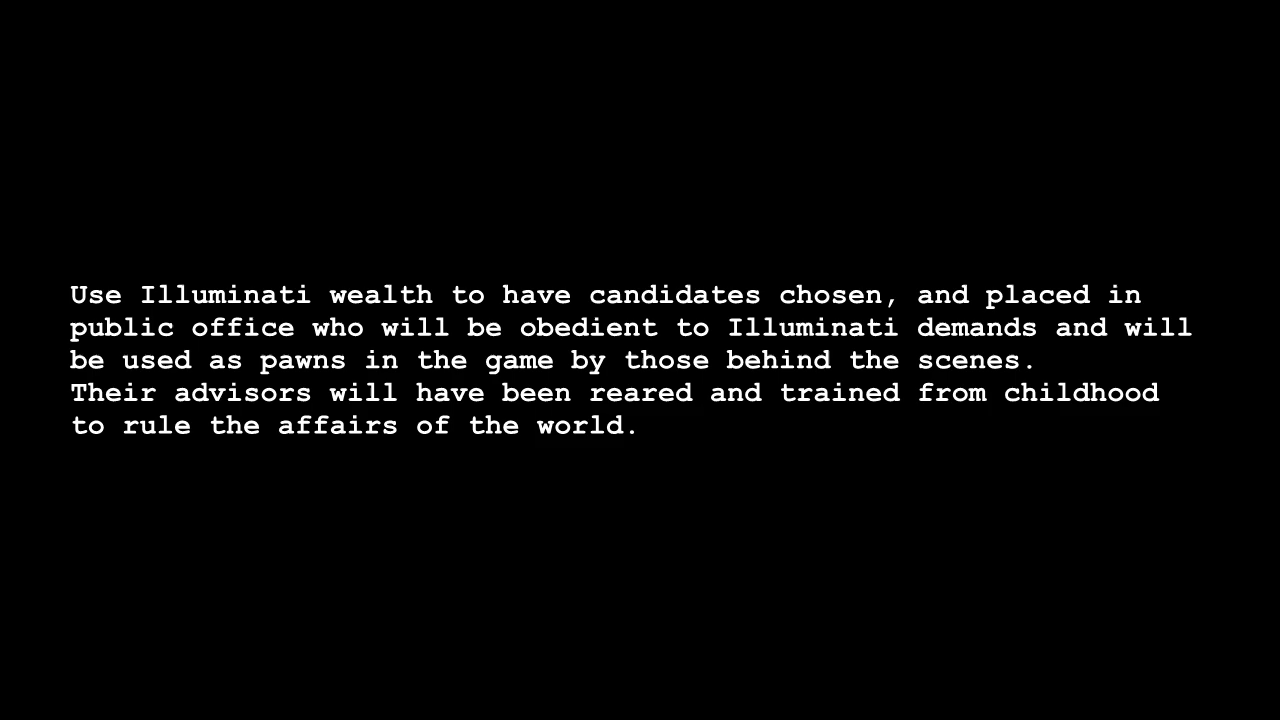 Use Illuminati wealth to have candidates chosen, and placed in
public office who will be obedient to Illuminati demands and will
be used as pawns in the game by those behind the scenes.
Their advisors will have been reared and trained from childhood
to rule the affairs of the world.